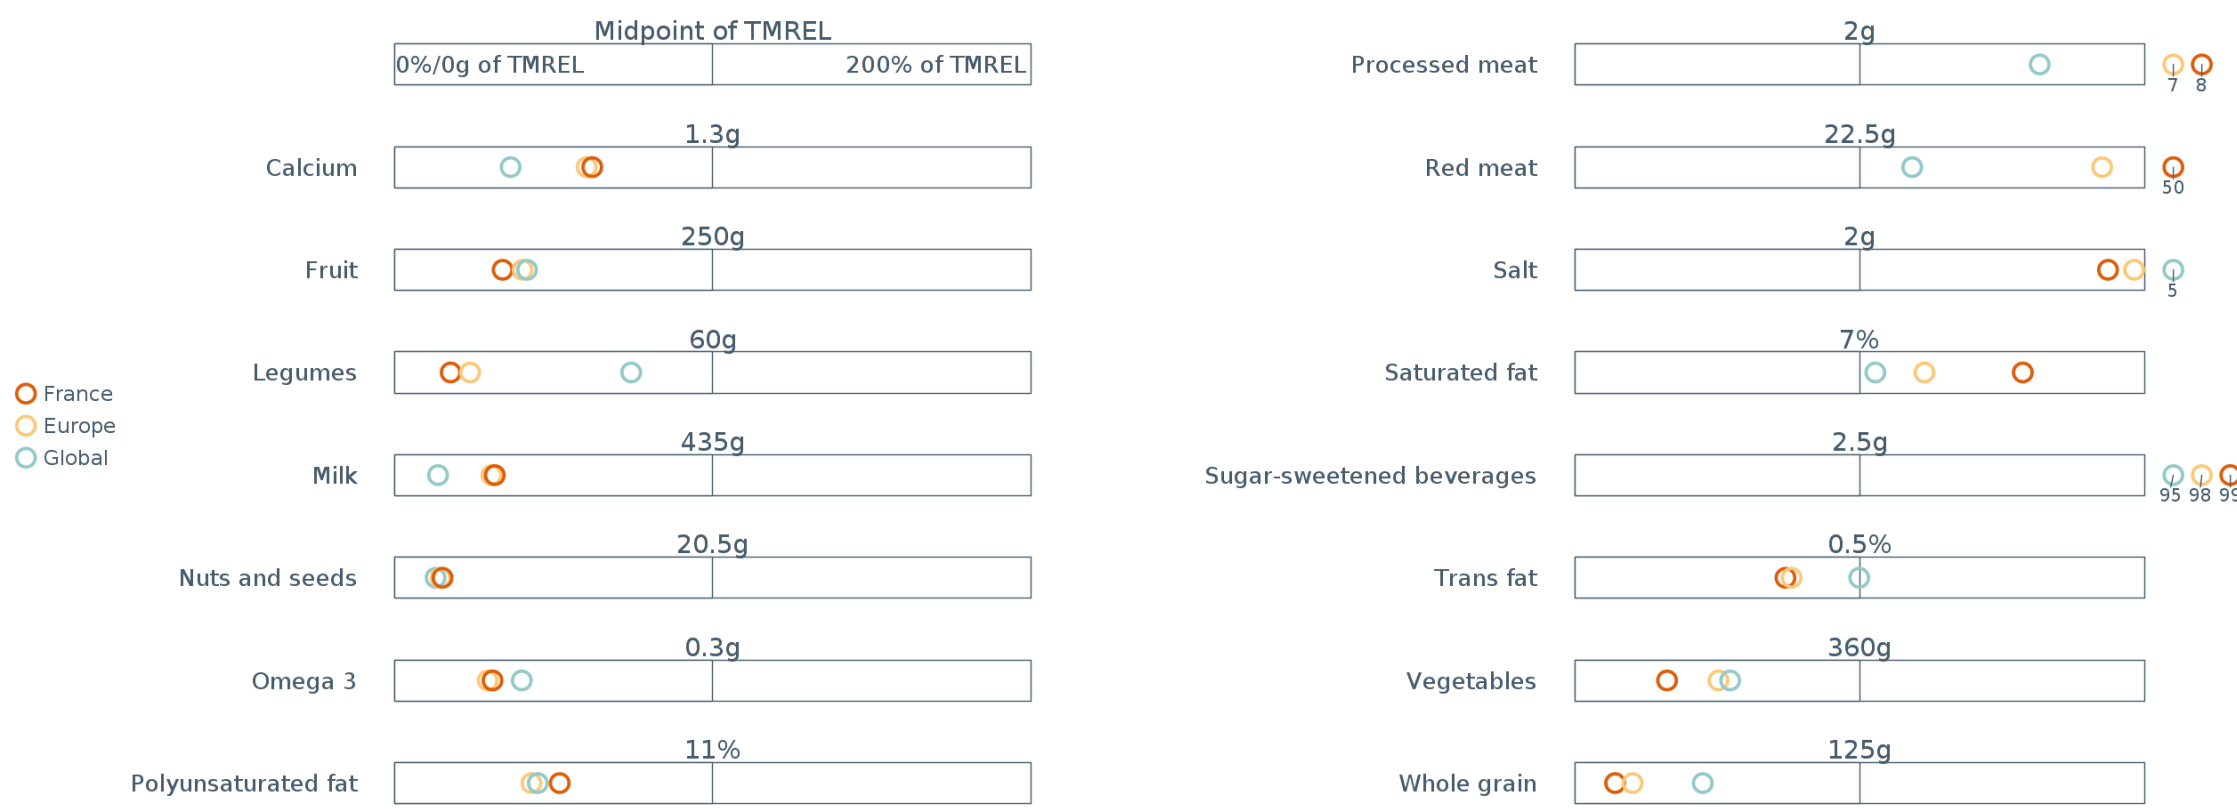 Midpoint of TMREL
0%/0g of TMREL
200% of TMREL
1.3g
Calcium
250g
Fruit
60g
Legumes
435g
Milk
20.5g
Nuts and seeds
0.3g
Omega 3
11%
Polyunsaturated fat
France
Europe
Global
2g
Processed meat
7 8
22.5g
Red meat
50
2g
Salt
5
7%
Saturated fat
2.5g
Sugar-sweetened beverages
95 98 99
0.5%
Trans fat
360g
Vegetables
125g
Whole grain